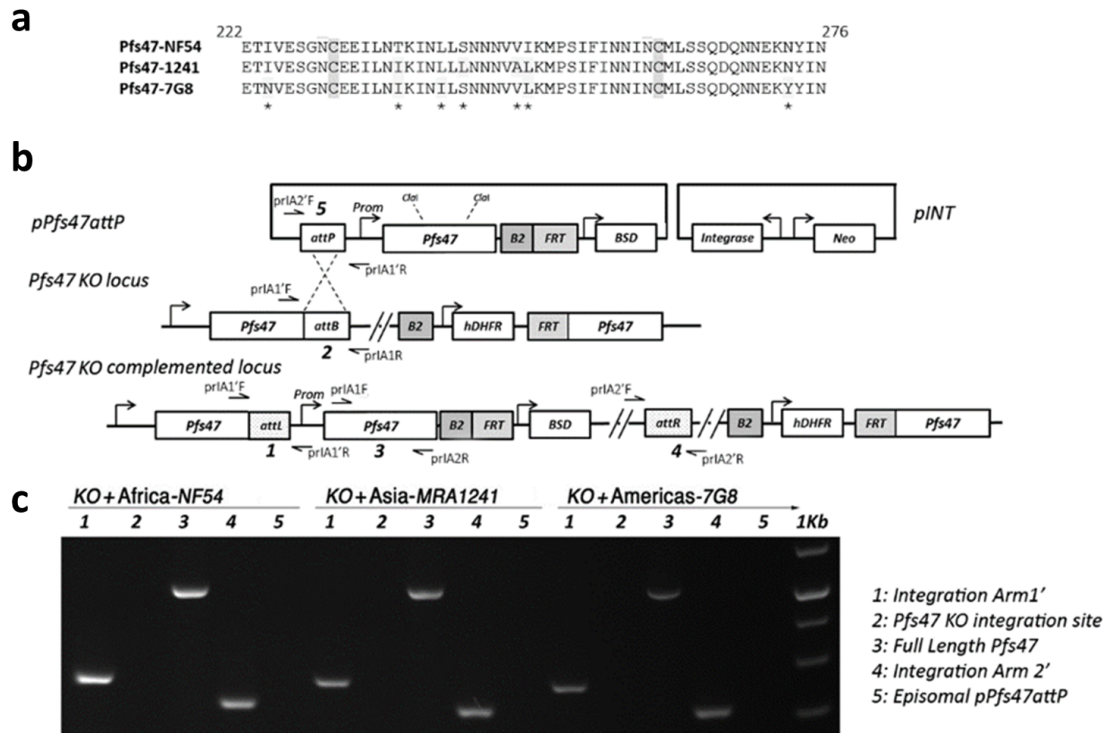 a
222 276
Pfs47-NF54 ETIVESGNCEEILNTKINLLSNNNVVIKMPSIFINNINCMLSSQDQNNEKNYIN
Pfs47-1241 ETIVESGNCEEILNIKINLLSNNNVALKMPSIFINNINCMLSSQDQNNEKNYIN
Pfs47-7G8 ETNVESGNCEEILNIKINILSNNNVVLKMPSIFINNINCMLSSQDQNNEKYYIN
* * * * * * *
b
pPfs47attP prIA2'F 5 Prom ClaI ClaI pINT
attP Pfs47 B2 FRT BSD Integrase Neo
prIA1'R
Pfs47 KO locus prIA1'F
Pfs47 attB B2 hDHFR FRT Pfs47
2 prIA1R
Pfs47 KO complemented locus
prIA1'F Prom prIA1F prIA2'F
Pfs47 attL Pfs47 B2 FRT BSD attR B2 hDHFR FRT Pfs47
1 prIA1'R 3 prIA2R 4 prIA2'R
c
KO+Africa-NF54 KO+Asia-MRA1241 KO+Americas-7G8
1 2 3 4 5 1 2 3 4 5 1 2 3 4 5 1Kb
1: Integration Arm1'
2: Pfs47 KO integration site
3: Full Length Pfs47
4: Integration Arm 2'
5: Episomal pPfs47attP